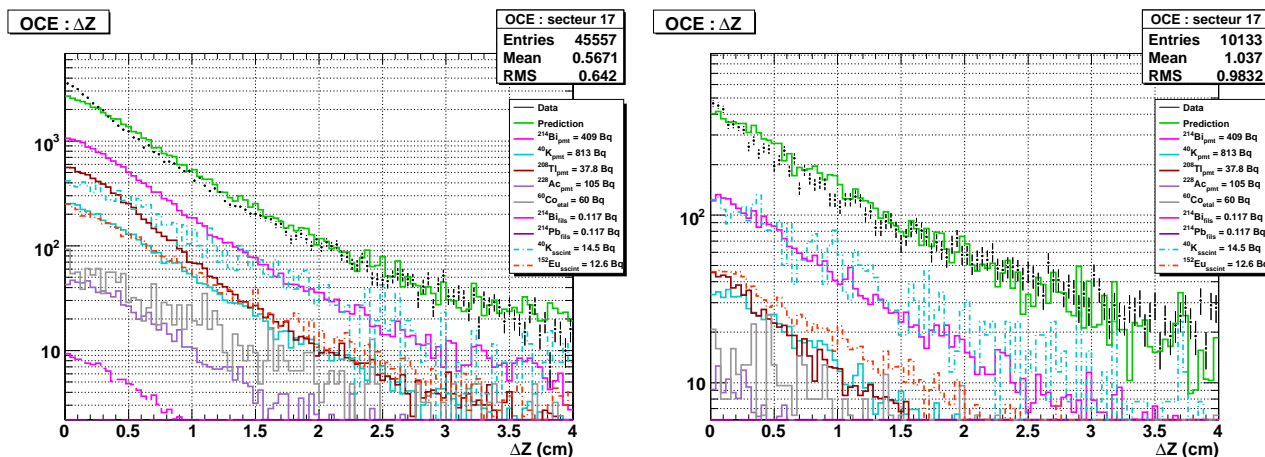 OCE : ΔZ
OCE : secteur 17
Entries 45557
Mean 0.5671
RMS 0.642
Data
Prediction
²¹⁴Bi_pmt = 409 Bq
⁴⁰K_pmt = 813 Bq
²⁰⁸Tl_pmt = 37.8 Bq
²²⁸Ac_pmt = 105 Bq
⁶⁰Co_etal = 60 Bq
²¹⁴Bi_fils = 0.117 Bq
²¹⁴Pb_fils = 0.117 Bq
⁴⁰K_sscint = 14.5 Bq
¹⁵²Eu_sscint = 12.6 Bq
10³
10²
10
0 0.5 1 1.5 2 2.5 3 3.5 4
ΔZ (cm)
OCE : ΔZ
OCE : secteur 17
Entries 10133
Mean 1.037
RMS 0.9832
Data
Prediction
²¹⁴Bi_pmt = 409 Bq
⁴⁰K_pmt = 813 Bq
²⁰⁸Tl_pmt = 37.8 Bq
²²⁸Ac_pmt = 105 Bq
⁶⁰Co_etal = 60 Bq
²¹⁴Bi_fils = 0.117 Bq
²¹⁴Pb_fils = 0.117 Bq
⁴⁰K_sscint = 14.5 Bq
¹⁵²Eu_sscint = 12.6 Bq
10²
10
0 0.5 1 1.5 2 2.5 3 3.5 4
ΔZ (cm)